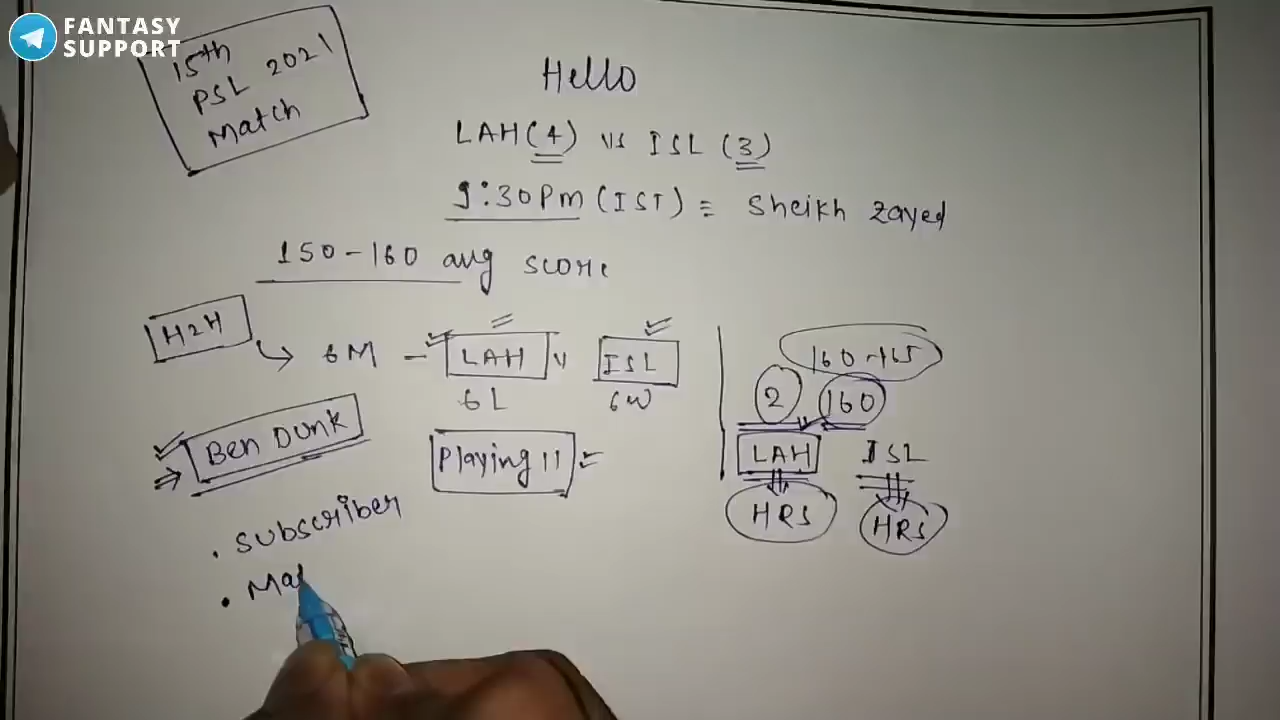 FANTASY
SUPPORT
15th
PSL 2021
Match
Hello
LAH(4) vs ISL (3)
9:30Pm (IST) = Sheikh Zayed
150-160 avg score
H2H
6M - LAH v ISL
6L 6W
160-165
2 160
LAH ISL
HRS HRS
Ben Dunk
Playing 11
. Subscriber